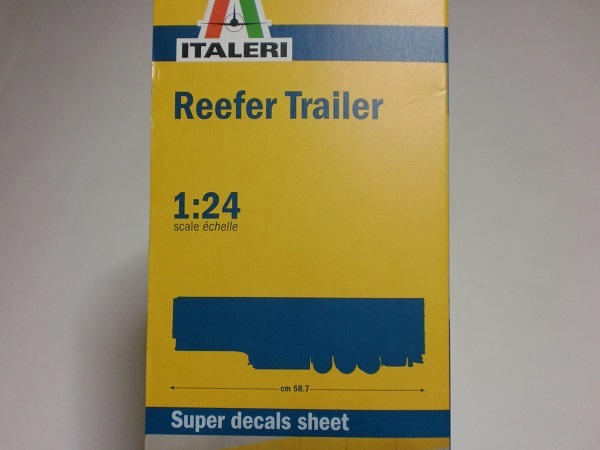 ITALERI
Reefer Trailer
1:24
scale échelle
cm 58.7
Super decals sheet